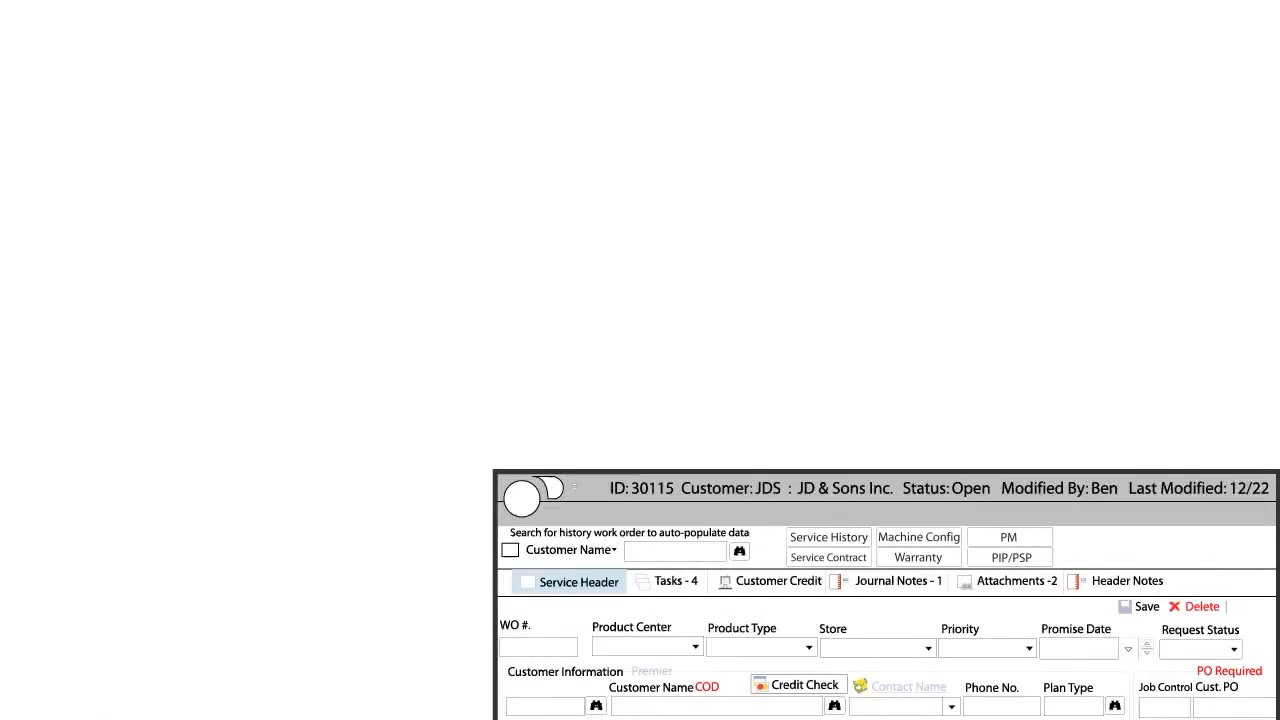 ID: 30115 Customer: JDS : JD & Sons Inc. Status: Open Modified By: Ben Last Modified: 12/22
Search for history work order to auto-populate data
Customer Name
Service History Machine Config PM
Service Contract Warranty PIP/PSP
Service Header Tasks - 4 Customer Credit Journal Notes - 1 Attachments -2 Header Notes
Save Delete
WO #. Product Center Product Type Store Priority Promise Date Request Status
Customer Information Premier PO Required
Customer Name COD Credit Check Contact Name Phone No. Plan Type Job Control Cust. PO